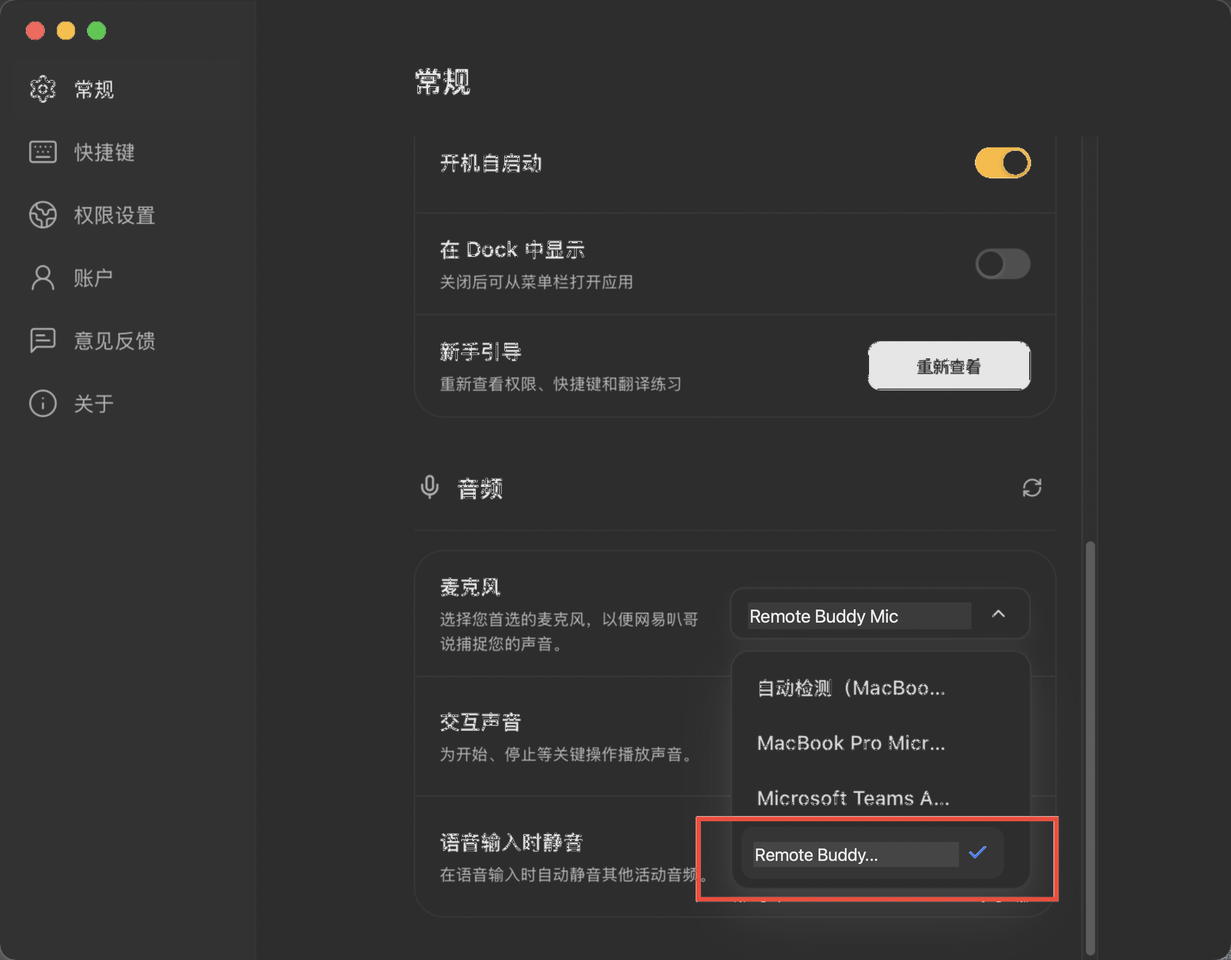 常规
快捷键
权限设置
账户
意见反馈
关于
常规
开机自启动
在 Dock 中显示
关闭后可从菜单栏打开应用
新手引导
重新查看权限、快捷键和翻译练习
重新查看
音频
麦克风
选择您首选的麦克风，以便网易叭哥
说捕捉您的声音。
Remote Buddy Mic
自动检测（MacBoo...
MacBook Pro Micr...
Microsoft Teams A...
Remote Buddy...
交互声音
为开始、停止等关键操作播放声音。
语音输入时静音
在语音输入时自动静音其他活动音频。